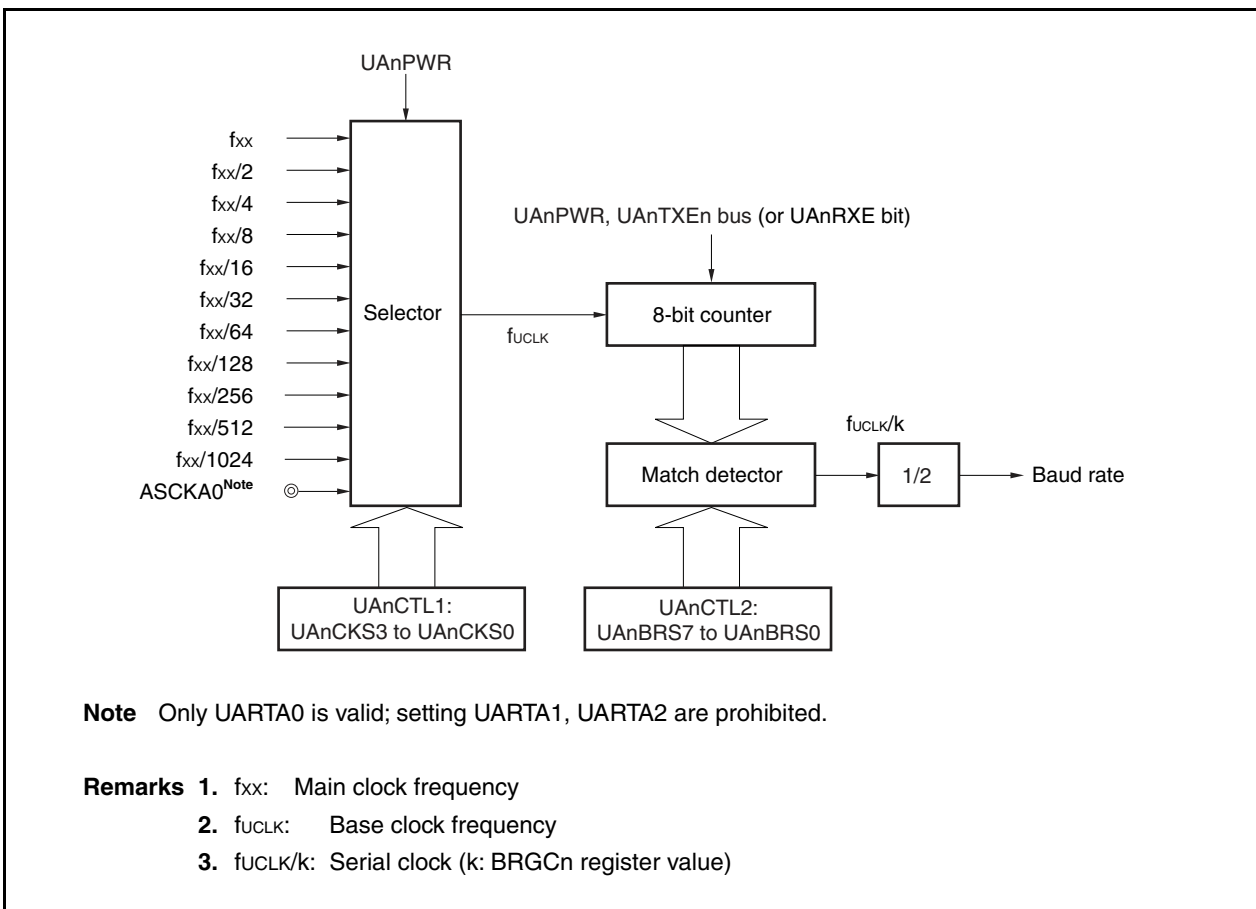 UAnPWR
fxx
fxx/2
fxx/4
fxx/8
fxx/16
fxx/32
fxx/64
fxx/128
fxx/256
fxx/512
fxx/1024
ASCKA0Note
Selector
fUCLK
UAnPWR, UAnTXEn bus (or UAnRXE bit)
8-bit counter
Match detector
fUCLK/k
1/2
Baud rate
UAnCTL1:
UAnCKS3 to UAnCKS0
UAnCTL2:
UAnBRS7 to UAnBRS0
Note Only UARTA0 is valid; setting UARTA1, UARTA2 are prohibited.
Remarks 1. fxx: Main clock frequency
2. fUCLK: Base clock frequency
3. fUCLK/k: Serial clock (k: BRGCn register value)